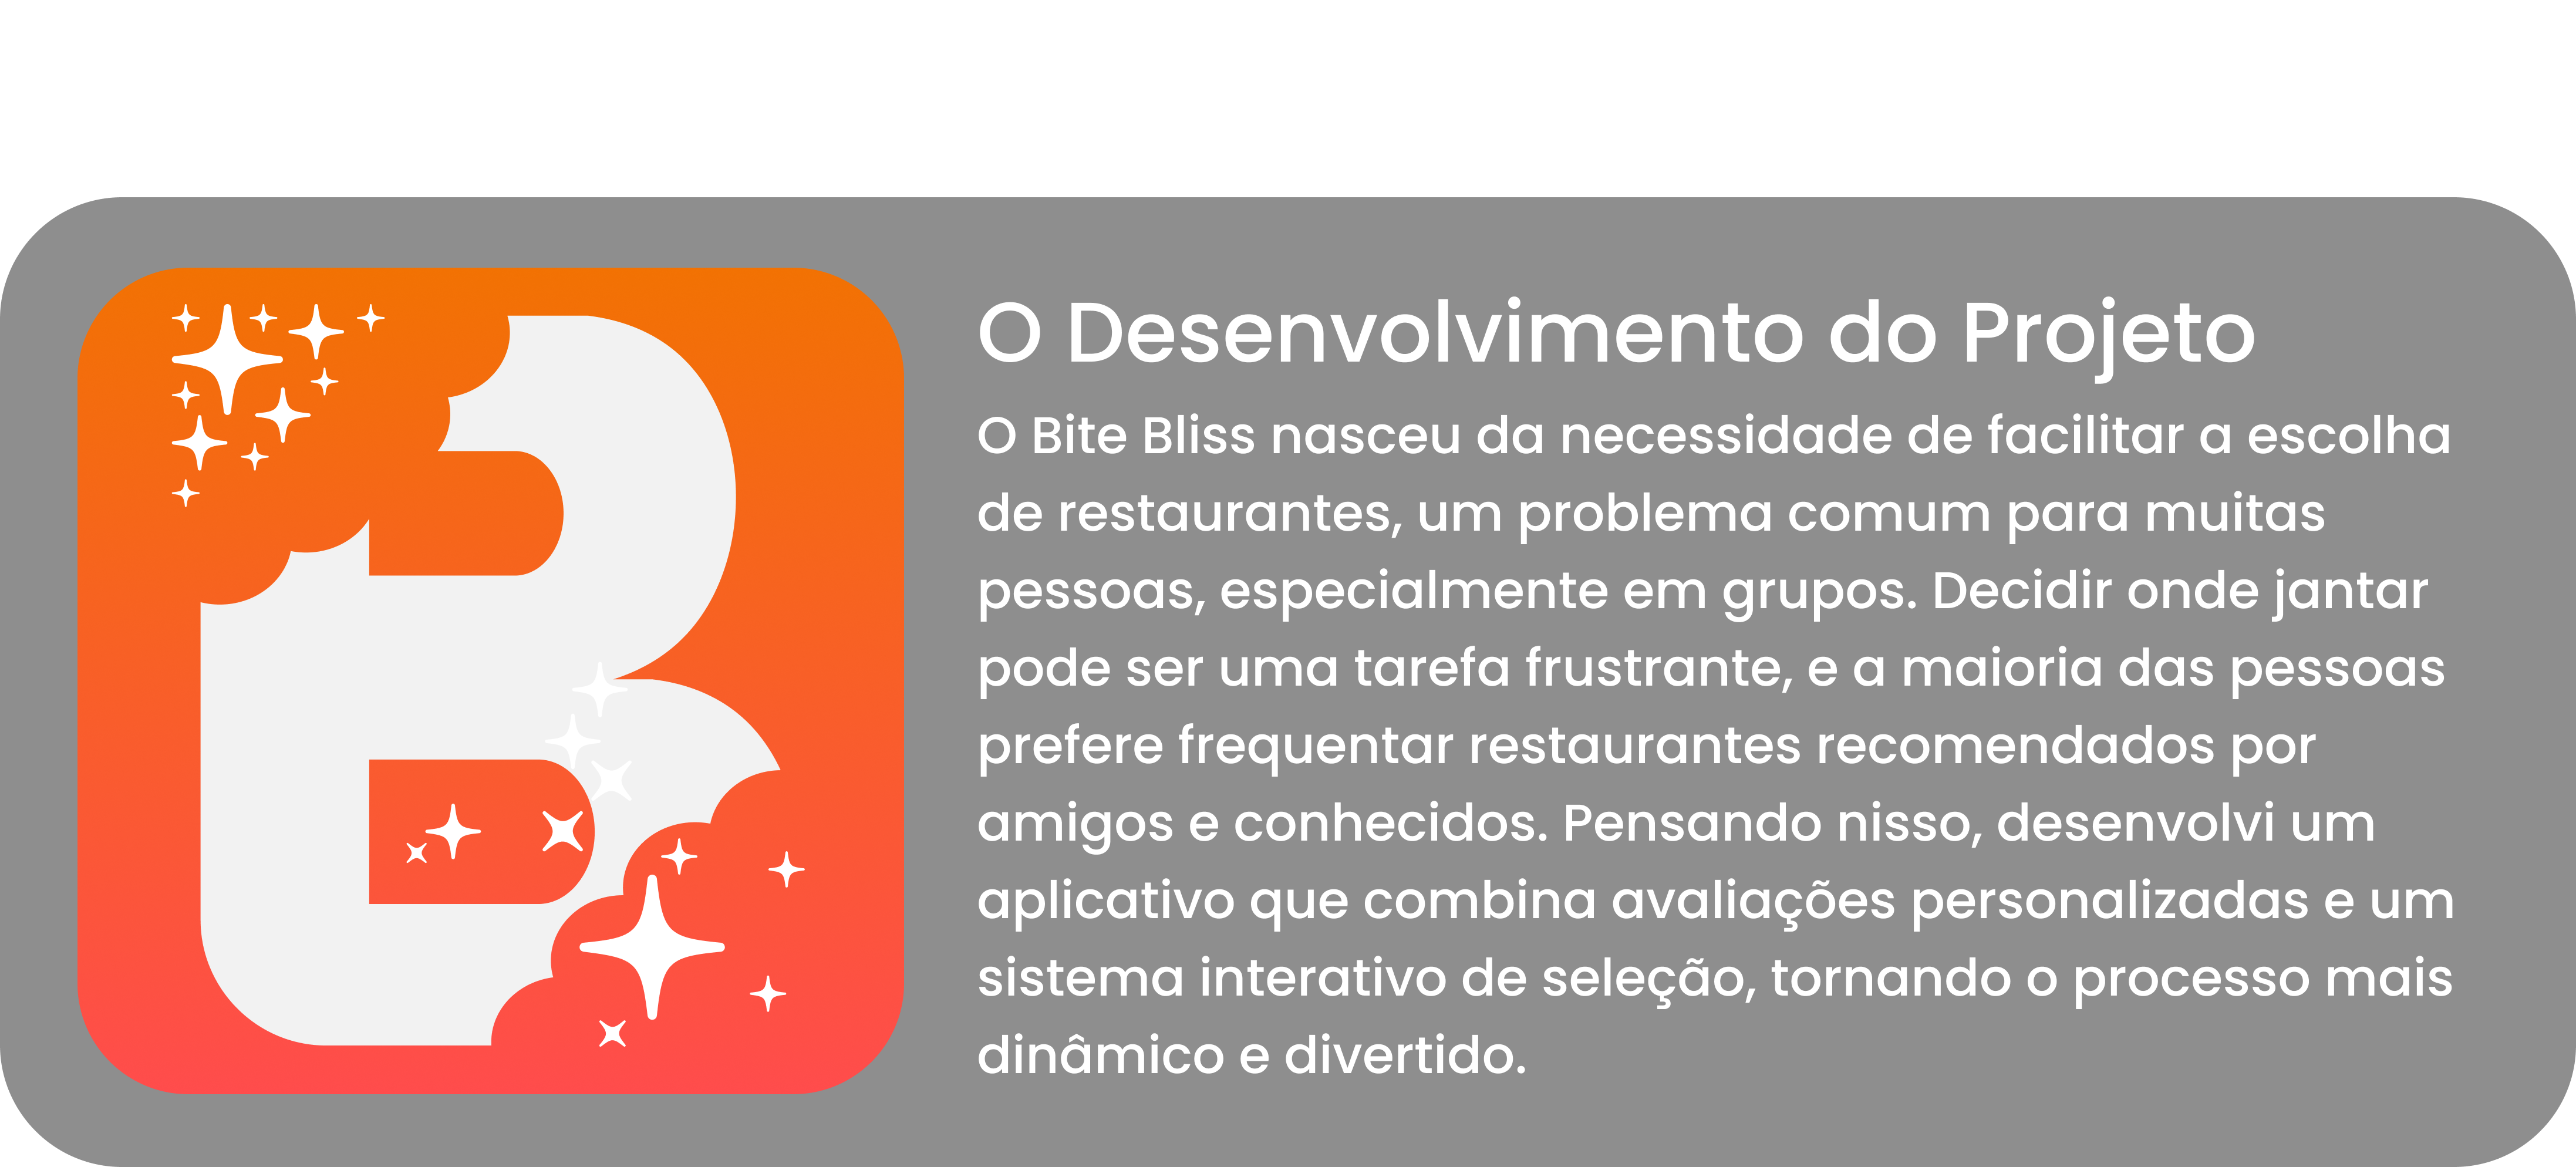 O Desenvolvimento do Projeto
O Bite Bliss nasceu da necessidade de facilitar a escolha
de restaurantes, um problema comum para muitas
pessoas, especialmente em grupos. Decidir onde jantar
pode ser uma tarefa frustrante, e a maioria das pessoas
prefere frequentar restaurantes recomendados por
amigos e conhecidos. Pensando nisso, desenvolvi um
aplicativo que combina avaliações personalizadas e um
sistema interativo de seleção, tornando o processo mais
dinâmico e divertido.